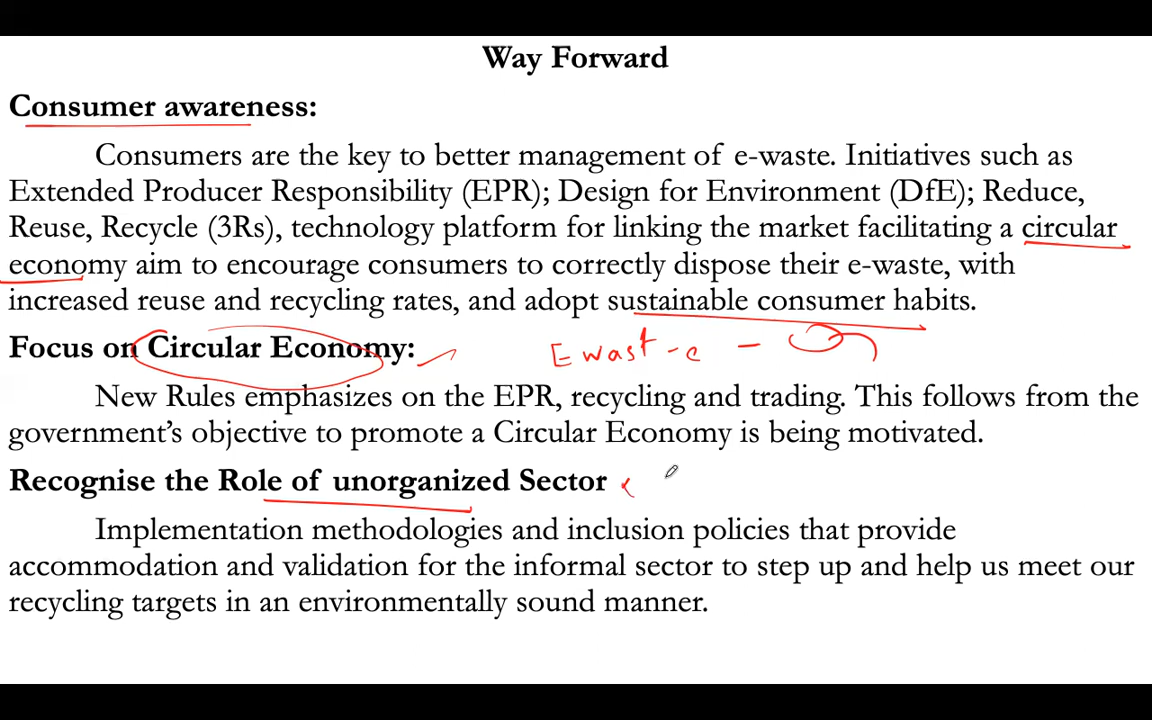 Way Forward
Consumer awareness:
Consumers are the key to better management of e-waste. Initiatives such as
Extended Producer Responsibility (EPR); Design for Environment (DfE); Reduce,
Reuse, Recycle (3Rs), technology platform for linking the market facilitating a circular
economy aim to encourage consumers to correctly dispose their e-waste, with
increased reuse and recycling rates, and adopt sustainable consumer habits.
Focus on Circular Economy:
E wast-e -
New Rules emphasizes on the EPR, recycling and trading. This follows from the
government’s objective to promote a Circular Economy is being motivated.
Recognise the Role of unorganized Sector
Implementation methodologies and inclusion policies that provide
accommodation and validation for the informal sector to step up and help us meet our
recycling targets in an environmentally sound manner.